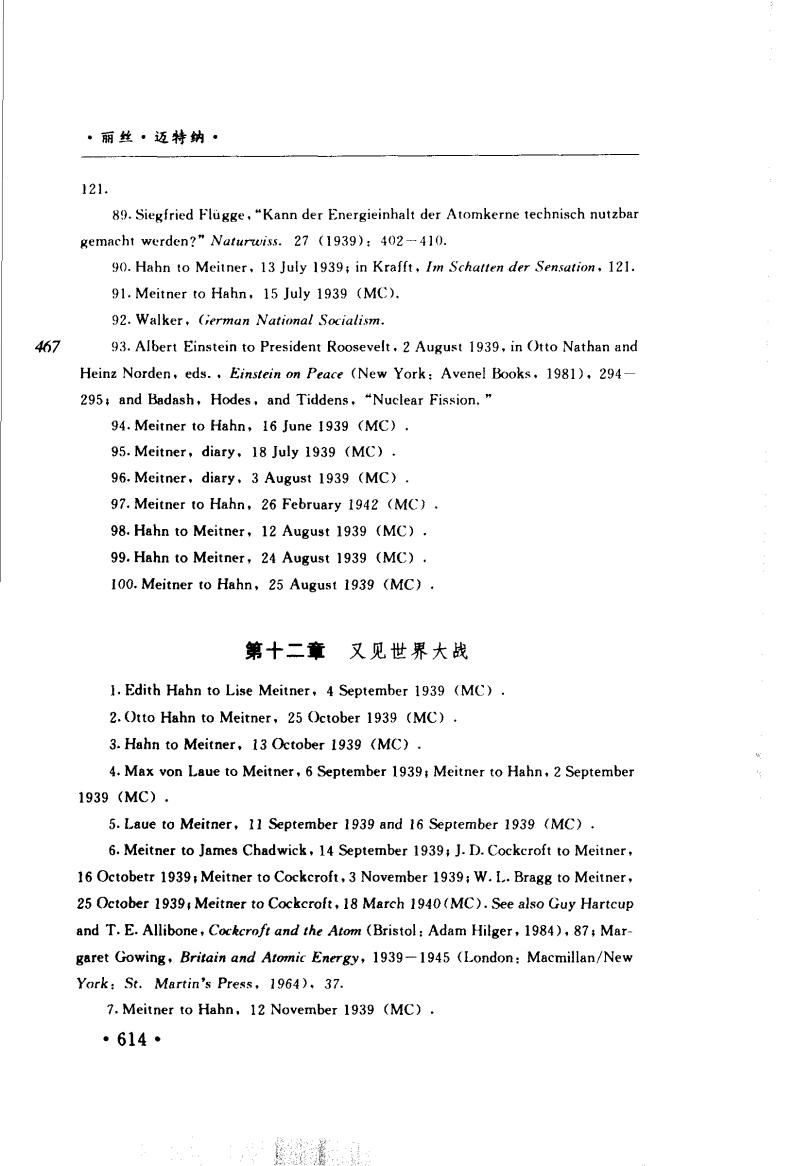 ·丽丝·迈特纳·
121.
89. Siegfried Flügge, "Kann der Energieinhalt der Atomkerne technisch nutzbar
gemacht werden?" Naturwiss. 27 (1939): 402-410.
90. Hahn to Meitner, 13 July 1939; in Krafft, Im Schatten der Sensation, 121.
91. Meitner to Hahn, 15 July 1939 (MC).
92. Walker, German National Socialism.
467 93. Albert Einstein to President Roosevelt, 2 August 1939, in Otto Nathan and
Heinz Norden, eds., Einstein on Peace (New York: Avenel Books, 1981), 294-
295; and Badash, Hodes, and Tiddens, "Nuclear Fission."
94. Meitner to Hahn, 16 June 1939 (MC).
95. Meitner, diary, 18 July 1939 (MC).
96. Meitner, diary, 3 August 1939 (MC).
97. Meitner to Hahn, 26 February 1942 (MC).
98. Hahn to Meitner, 12 August 1939 (MC).
99. Hahn to Meitner, 24 August 1939 (MC).
100. Meitner to Hahn, 25 August 1939 (MC).
第十二章 又见世界大战
1. Edith Hahn to Lise Meitner, 4 September 1939 (MC).
2. Otto Hahn to Meitner, 25 October 1939 (MC).
3. Hahn to Meitner, 13 October 1939 (MC).
4. Max von Laue to Meitner, 6 September 1939; Meitner to Hahn, 2 September
1939 (MC).
5. Laue to Meitner, 11 September 1939 and 16 September 1939 (MC).
6. Meitner to James Chadwick, 14 September 1939; J. D. Cockcroft to Meitner,
16 Octobetr 1939; Meitner to Cockcroft, 3 November 1939; W. L. Bragg to Meitner,
25 October 1939; Meitner to Cockcroft, 18 March 1940 (MC). See also Guy Hartcup
and T. E. Allibone, Cockcroft and the Atom (Bristol: Adam Hilger, 1984), 87; Mar-
garet Gowing, Britain and Atomic Energy, 1939-1945 (London: Macmillan/New
York: St. Martin's Press, 1964), 37.
7. Meitner to Hahn, 12 November 1939 (MC).
·614·